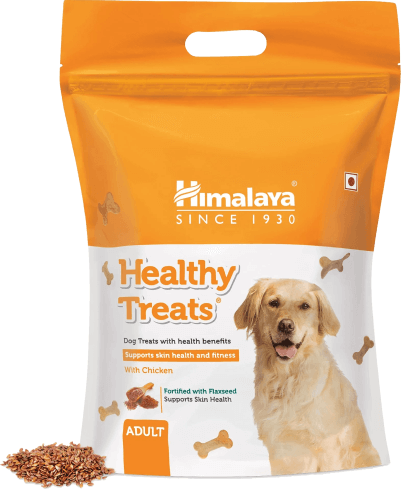 Himalaya®
SINCE 1930
Healthy
Treats®
Dog Treats with health benefits
Supports skin health and fitness
With Chicken
Fortified with Flaxseed
Supports Skin Health
ADULT